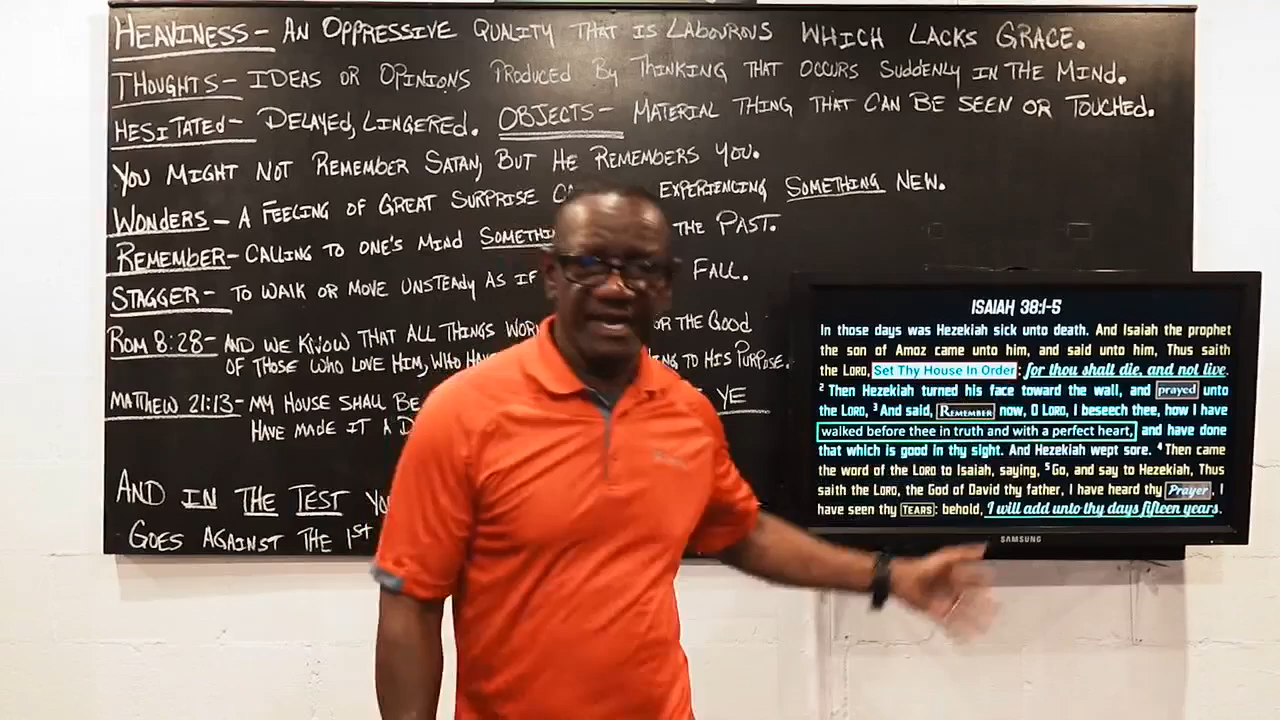 HEAVINESS - AN OPPRESSIVE QUALITY THAT IS LABOUROUS WHICH LACKS GRACE.
THOUGHTS - IDEAS OR OPINIONS PRODUCED BY THINKING THAT OCCURS SUDDENLY IN THE MIND.
HESITATED - DELAYED, LINGERED. OBJECTS - MATERIAL THING THAT CAN BE SEEN OR TOUCHED.
YOU MIGHT NOT REMEMBER SATAN, BUT HE REMEMBERS YOU.
WONDERS - A FEELING OF GREAT SURPRISE EXPERIENCING SOMETHING NEW.
REMEMBER - CALLING TO ONE'S MIND THE PAST.
STAGGER - TO WALK OR MOVE UNSTEADY AS IF FALL.
ROM 8:28 - AND WE KNOW THAT ALL THINGS THE GOOD
OF THOSE WHO LOVE HIM, WHO TO HIS PURPOSE.
MATTHEW 21:13 - MY HOUSE SHALL BE YE
HAVE MADE IT A
AND IN THE TEST
GOES AGAINST THE 1ST
ISAIAH 38:1-5
In those days was Hezekiah sick unto death. And Isaiah the prophet
the son of Amoz came unto him, and said unto him, Thus saith
the LORD, Set Thy House In Order: for thou shall die, and not live.
2 Then Hezekiah turned his face toward the wall, and prayed unto
the LORD, 3 And said, REMEMBER now, O LORD, I beseech thee, how I have
walked before thee in truth and with a perfect heart, and have done
that which is good in thy sight. And Hezekiah wept sore. 4 Then came
the word of the LORD to Isaiah, saying, 5 Go, and say to Hezekiah, Thus
saith the LORD, the God of David thy father, I have heard thy Prayer, I
have seen thy TEARS: behold, I will add unto thy days fifteen years.
SAMSUNG